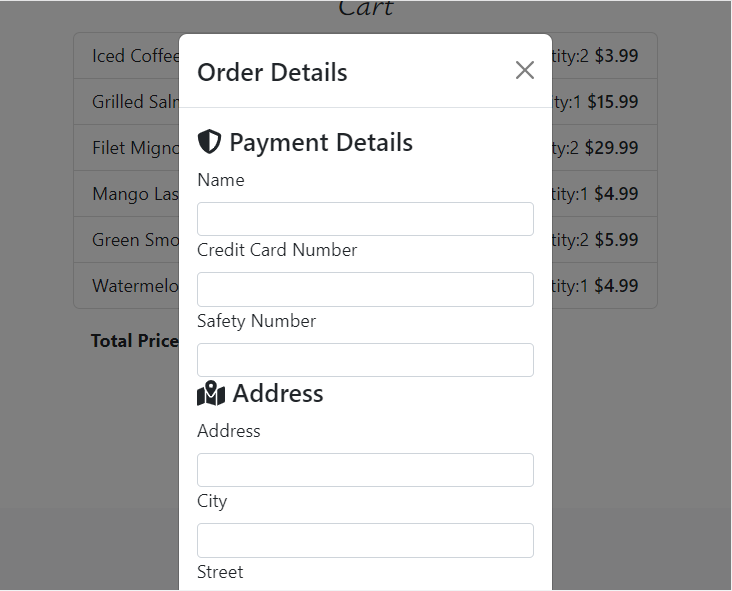 Cart
Order Details
Iced Coffee tity:2 $3.99
Grilled Saln ty:1 $15.99
Filet Migno ty:2 $29.99
Mango Las tity:1 $4.99
Green Smo tity:2 $5.99
Watermelo tity:1 $4.99
Total Price
Payment Details
Name
Credit Card Number
Safety Number
Address
Address
City
Street